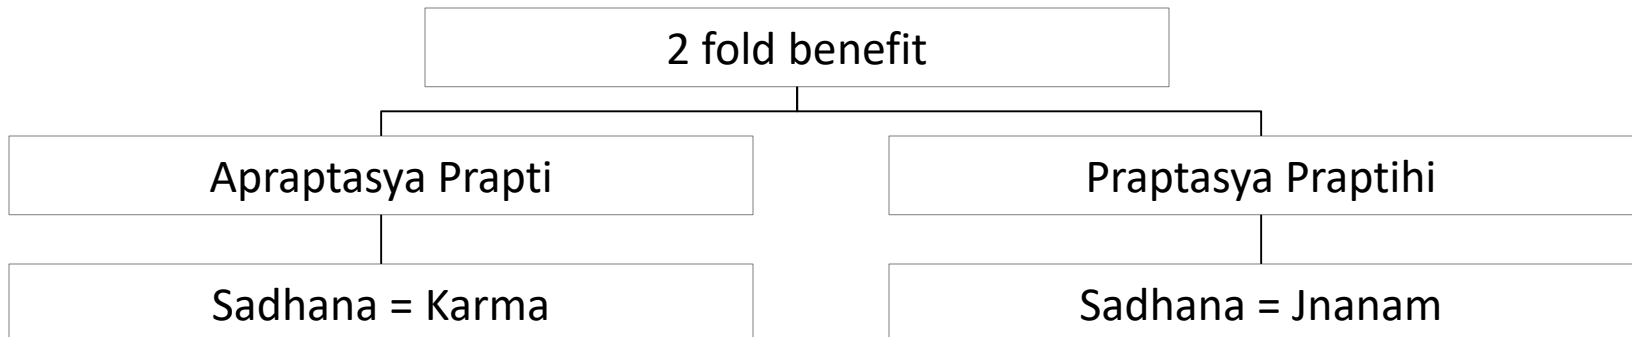 2 fold benefit
Apraptasya Prapti
Praptasya Praptihi
Sadhana = Karma
Sadhana = Jnanam